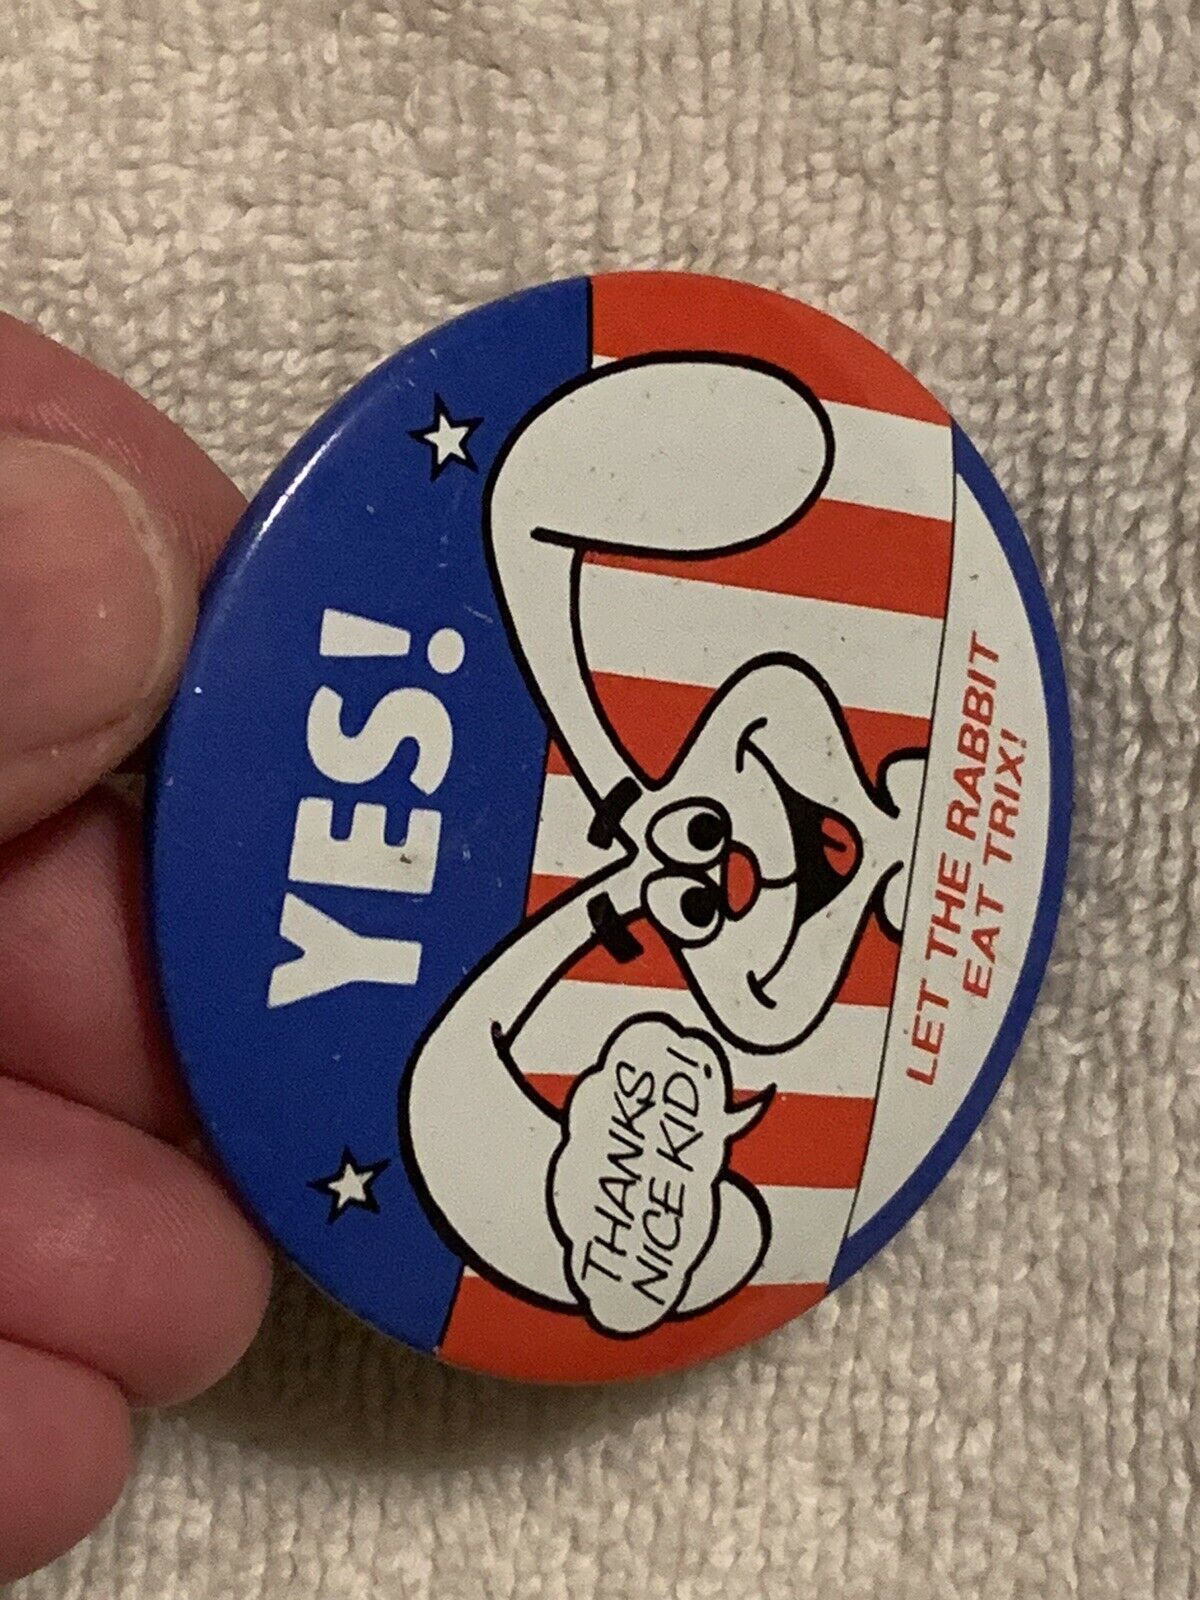 YES!
THANKS
NICE KID!
LET THE RABBIT
EAT TRIX!